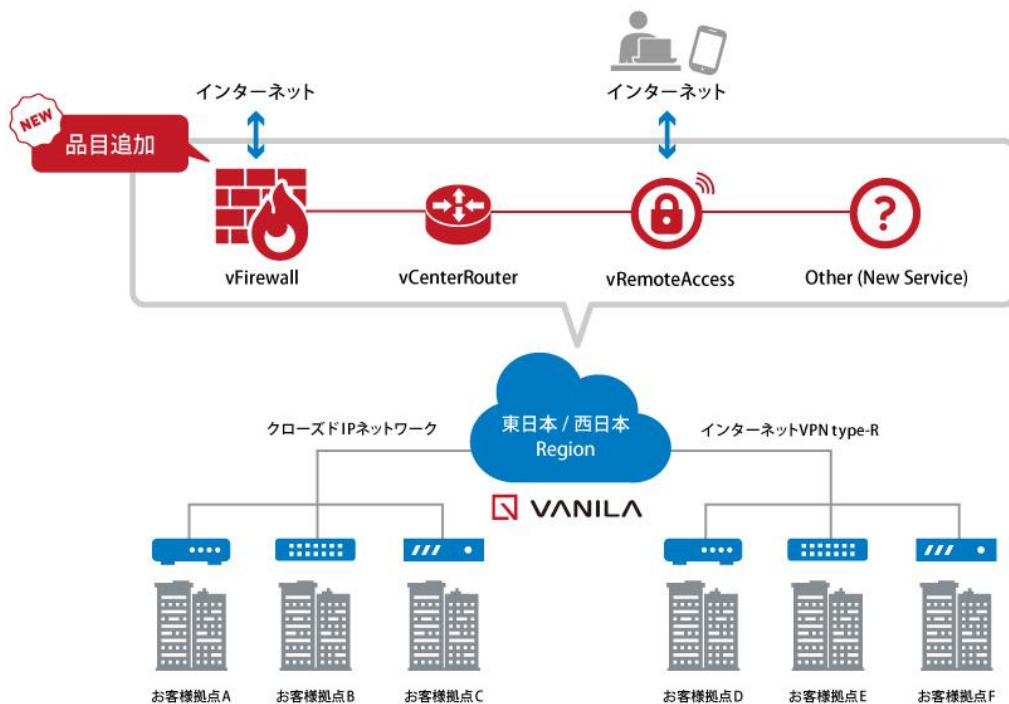 インターネット
インターネット
NEW
品目追加
vFirewall
vCenterRouter
vRemoteAccess
?
Other (New Service)
東日本 / 西日本
Region
クローズドIPネットワーク
インターネットVPN type-R
VANILA
お客様拠点A
お客様拠点B
お客様拠点C
お客様拠点D
お客様拠点E
お客様拠点F